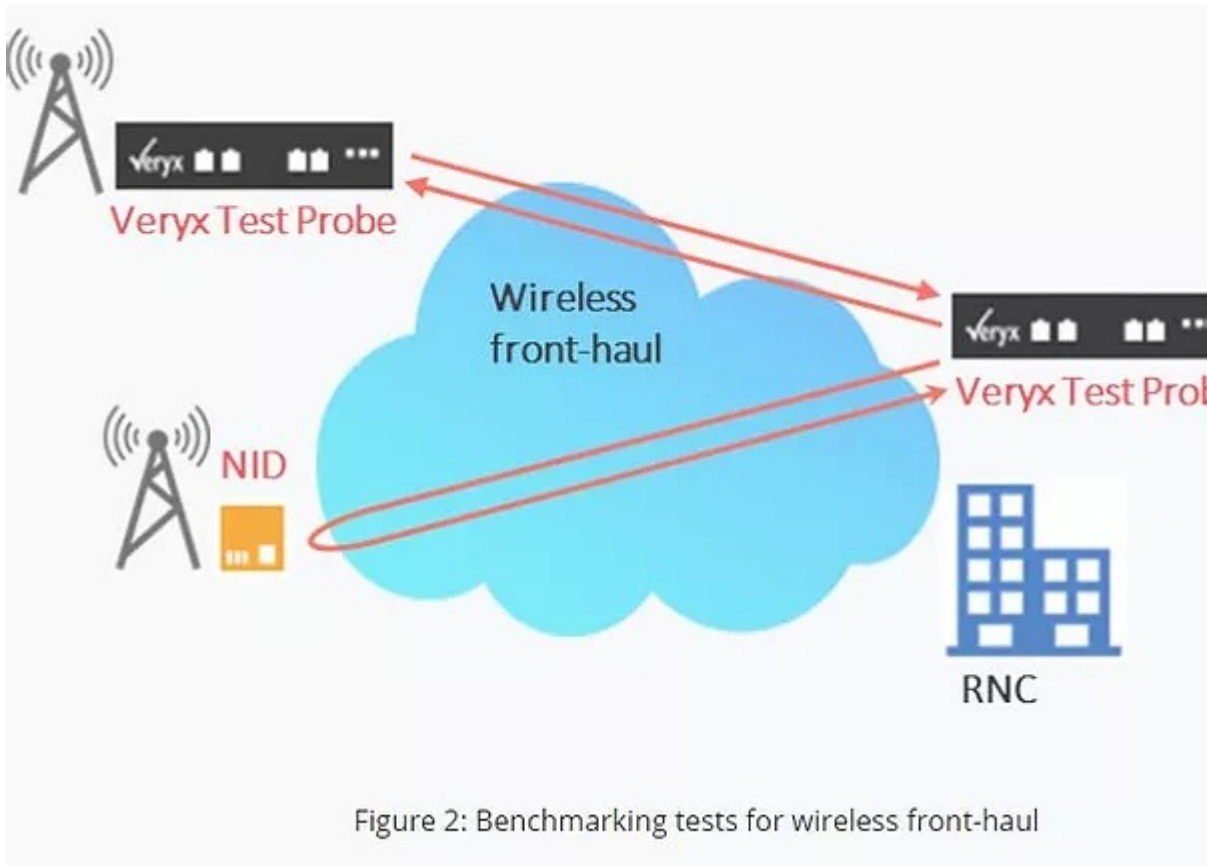 Veryx
Veryx Test Probe
Wireless
front-haul
Veryx
Veryx Test Prob
NID
RNC
Figure 2: Benchmarking tests for wireless front-haul